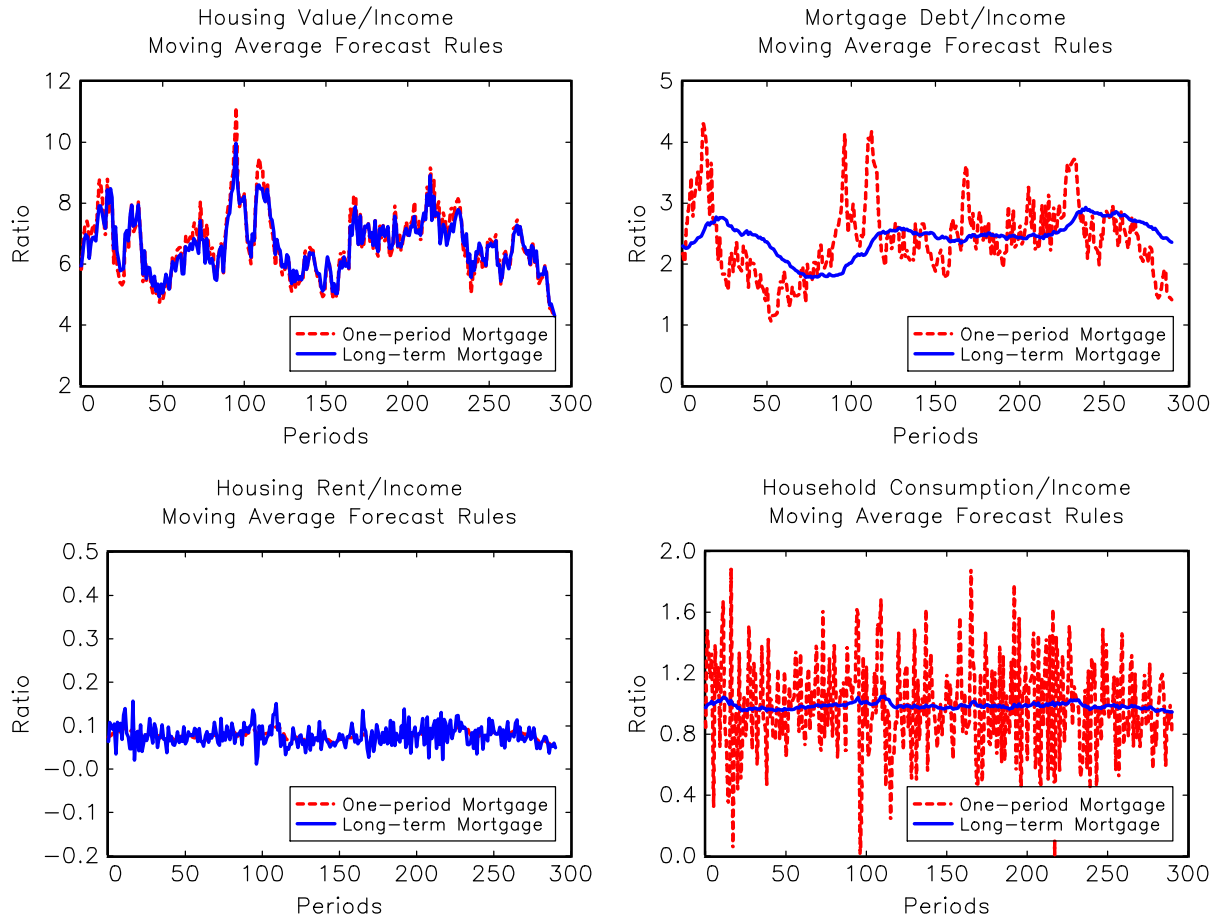 Housing Value/Income
Moving Average Forecast Rules
12
10
8
6
4
2
Ratio
One-period Mortgage
Long-term Mortgage
0 50 100 150 200 250 300
Periods
Mortgage Debt/Income
Moving Average Forecast Rules
5
4
3
2
1
0
Ratio
One-period Mortgage
Long-term Mortgage
0 50 100 150 200 250 300
Periods
Housing Rent/Income
Moving Average Forecast Rules
0.5
0.4
0.3
0.2
0.1
-0.0
-0.1
-0.2
Ratio
One-period Mortgage
Long-term Mortgage
0 50 100 150 200 250 300
Periods
Household Consumption/Income
Moving Average Forecast Rules
2.0
1.6
1.2
0.8
0.4
0.0
Ratio
One-period Mortgage
Long-term Mortgage
0 50 100 150 200 250 300
Periods